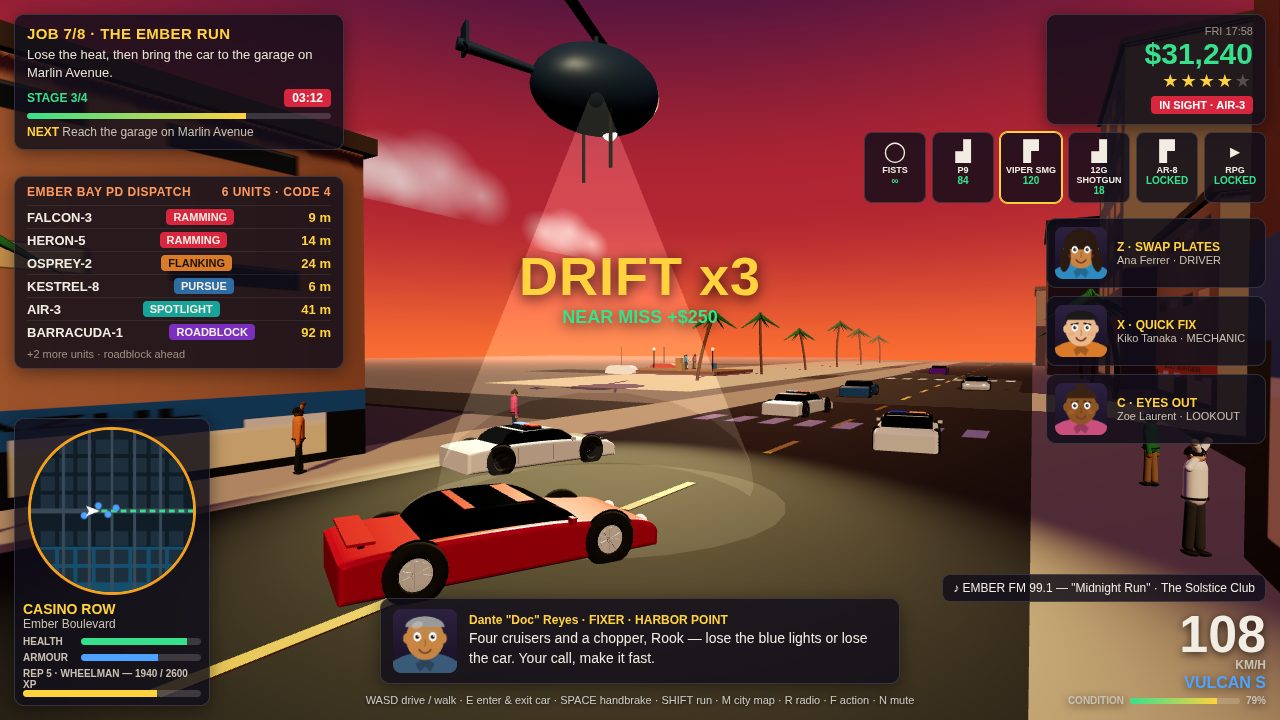 JOB 7/8 · THE EMBER RUN
Lose the heat, then bring the car to the garage on
Marlin Avenue.
STAGE 3/4
03:12
NEXT Reach the garage on Marlin Avenue
EMBER BAY PD DISPATCH
6 UNITS · CODE 4
FALCON-3 RAMMING 9 m
HERON-5 RAMMING 14 m
OSPREY-2 FLANKING 24 m
KESTREL-8 PURSUE 6 m
AIR-3 SPOTLIGHT 41 m
BARRACUDA-1 ROADBLOCK 92 m
+2 more units · roadblock ahead
CASINO ROW
Ember Boulevard
HEALTH
ARMOUR
REP 5 · WHEELMAN — 1940 / 2600
XP
DRIFT x3
NEAR MISS +$250
FRI 17:58
$31,240
★★★★★
IN SIGHT · AIR-3
FISTS
∞
P9
84
VIPER SMG
120
12G
SHOTGUN
18
AR-8
LOCKED
RPG
LOCKED
Z · SWAP PLATES
Ana Ferrer · DRIVER
X · QUICK FIX
Kiko Tanaka · MECHANIC
C · EYES OUT
Zoe Laurent · LOOKOUT
♪ EMBER FM 99.1 — "Midnight Run" · The Solstice Club
Dante "Doc" Reyes · FIXER · HARBOR POINT
Four cruisers and a chopper, Rook — lose the blue lights or lose
the car. Your call, make it fast.
108
KM/H
VULCAN S
CONDITION 79%
WASD drive / walk · E enter & exit car · SPACE handbrake · SHIFT run · M city map · R radio · F action · N mute